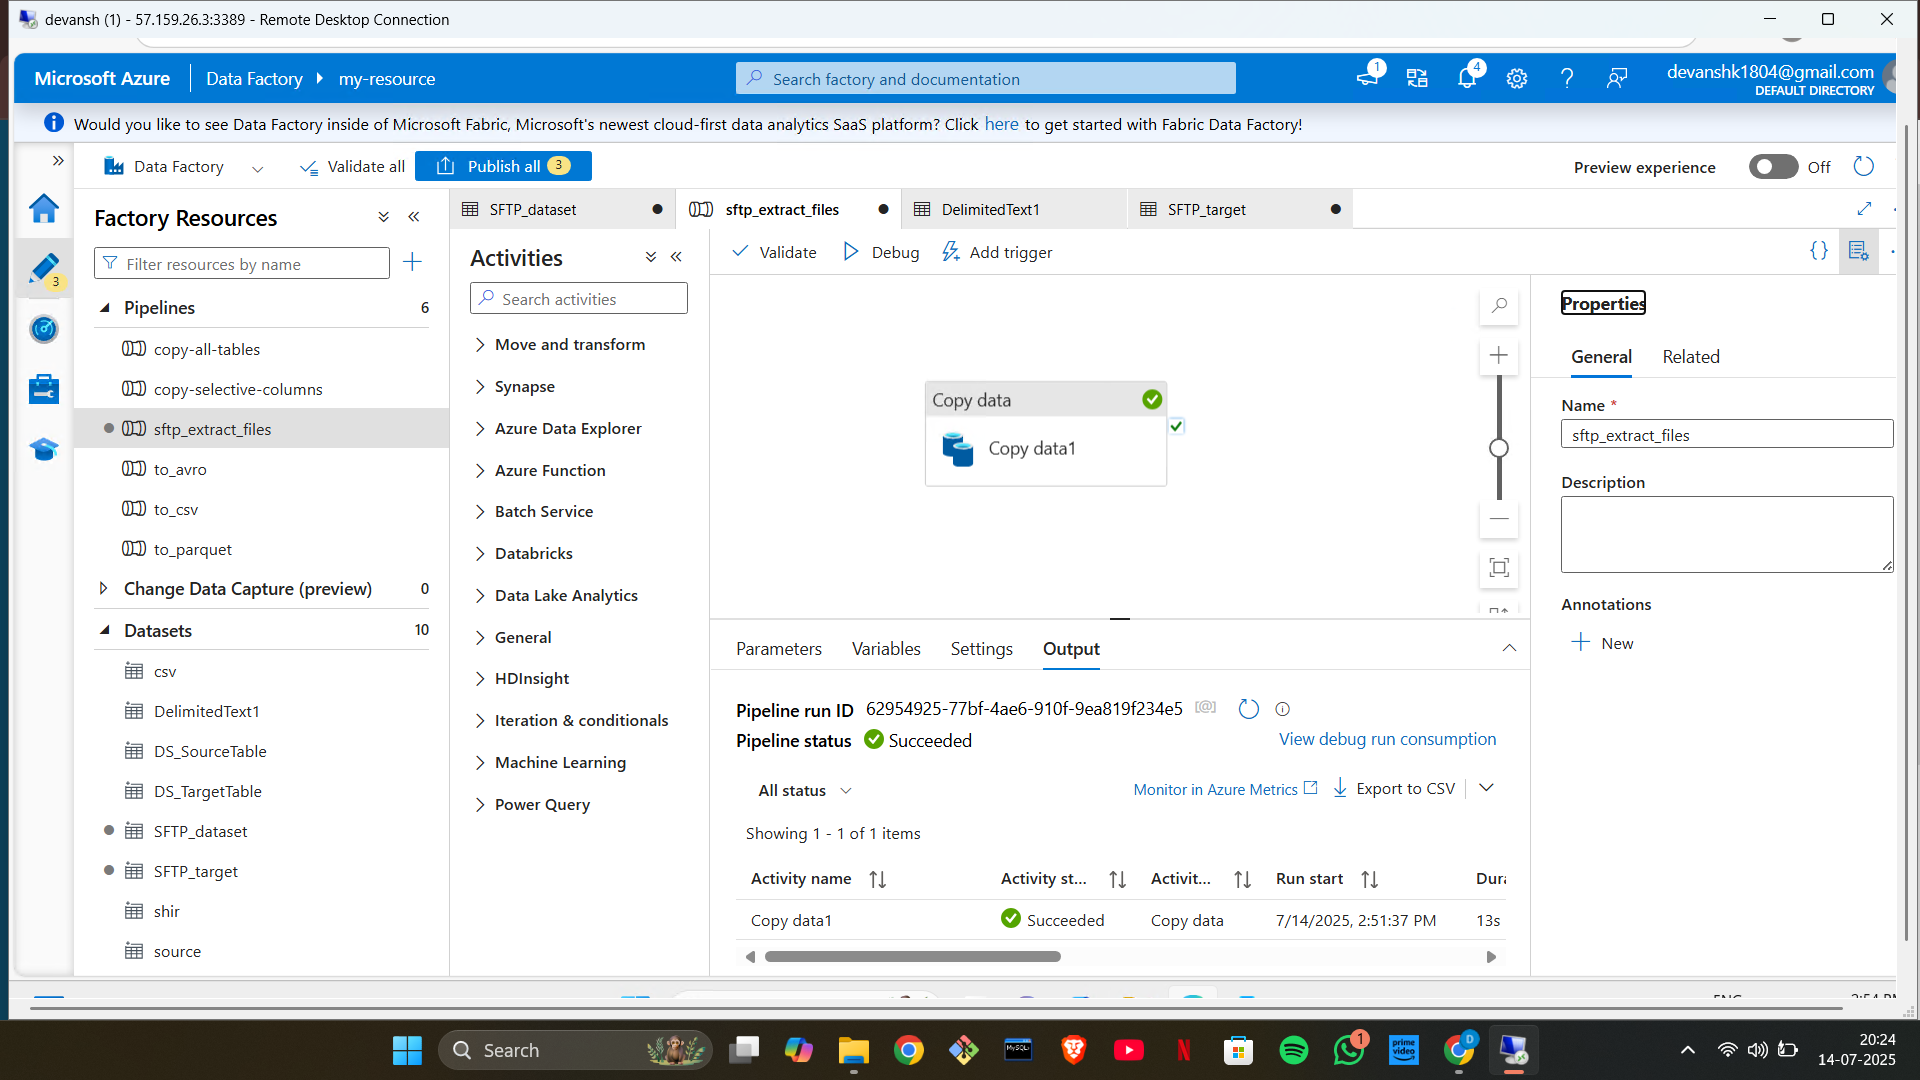 devansh (1) - 57.159.26.3:3389 - Remote Desktop Connection
Microsoft Azure
Data Factory
my-resource
Search factory and documentation
1
4
devanshk1804@gmail.com
DEFAULT DIRECTORY
Would you like to see Data Factory inside of Microsoft Fabric, Microsoft's newest cloud-first data analytics SaaS platform? Click here to get started with Fabric Data Factory!
Data Factory
Validate all
Publish all 3
Preview experience
Off
3
Factory Resources
Filter resources by name
Pipelines 6
copy-all-tables
copy-selective-columns
sftp_extract_files
to_avro
to_csv
to_parquet
Change Data Capture (preview) 0
Datasets 10
csv
DelimitedText1
DS_SourceTable
DS_TargetTable
SFTP_dataset
SFTP_target
shir
source
SFTP_dataset
sftp_extract_files
DelimitedText1
SFTP_target
Activities
Search activities
Move and transform
Synapse
Azure Data Explorer
Azure Function
Batch Service
Databricks
Data Lake Analytics
General
HDInsight
Iteration & conditionals
Machine Learning
Power Query
Validate
Debug
Add trigger
{}
Copy data
Copy data1
Parameters
Variables
Settings
Output
Pipeline run ID 62954925-77bf-4ae6-910f-9ea819f234e5
Pipeline status Succeeded
View debug run consumption
All status
Monitor in Azure Metrics
Export to CSV
Showing 1 - 1 of 1 items
Activity name
Activity st...
Activit...
Run start
Dura
Copy data1
Succeeded
Copy data
7/14/2025, 2:51:37 PM
13s
Properties
General
Related
Name *
sftp_extract_files
Description
Annotations
New
Search
MySQL
prime video
1
D
20:24
14-07-2025